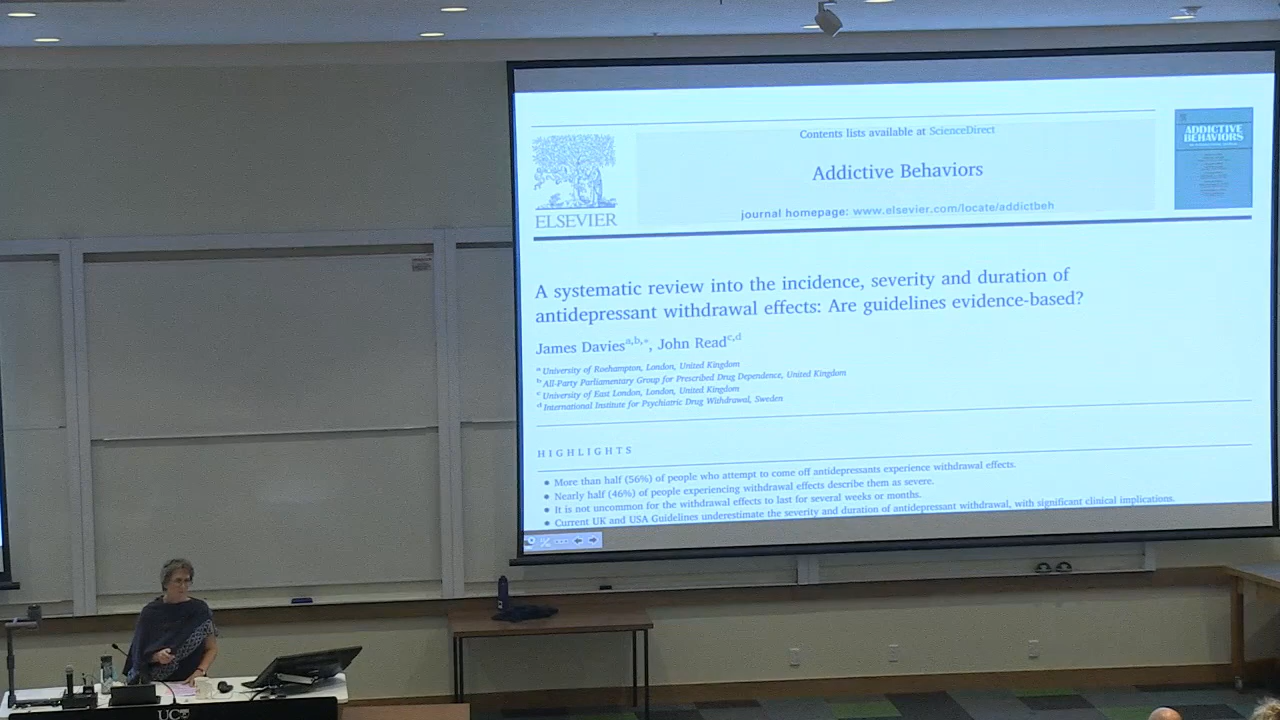 Contents lists available at ScienceDirect
Addictive Behaviors
journal homepage: www.elsevier.com/locate/addictbeh
ELSEVIER
ADDICTIVE
BEHAVIORS
A systematic review into the incidence, severity and duration of
antidepressant withdrawal effects: Are guidelines evidence-based?
James Davies a,b,*, John Read c,d
a University of Roehampton, London, United Kingdom
b All-Party Parliamentary Group for Prescribed Drug Dependence, United Kingdom
c University of East London, London, United Kingdom
d International Institute for Psychiatric Drug Withdrawal, Sweden
HIGHLIGHTS
• More than half (56%) of people who attempt to come off antidepressants experience withdrawal effects.
• Nearly half (46%) of people experiencing withdrawal effects describe them as severe.
• It is not uncommon for the withdrawal effects to last for several weeks or months.
• Current UK and USA Guidelines underestimate the severity and duration of antidepressant withdrawal, with significant clinical implications.